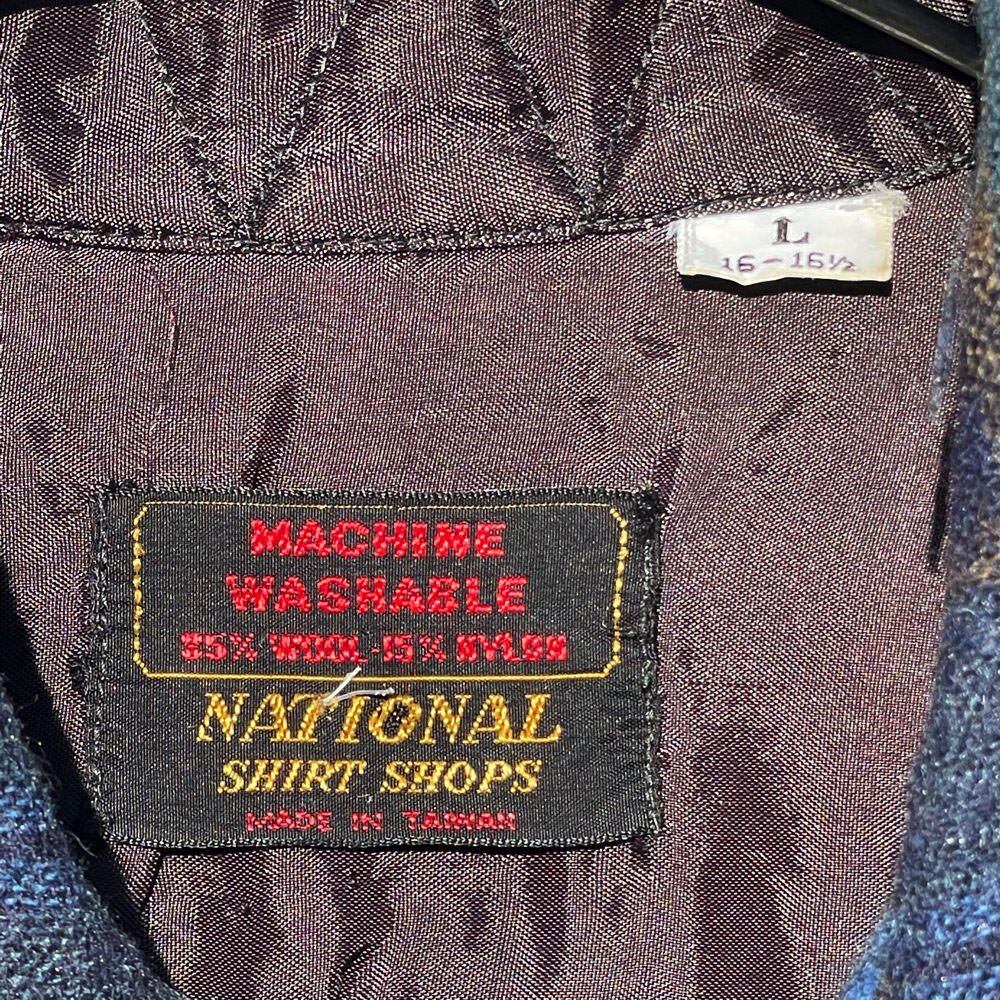 L
16-16½
MACHINE
WASHABLE
85% WOOL-15% NYLON
NATIONAL
SHIRT SHOPS
MADE IN TAIWAN